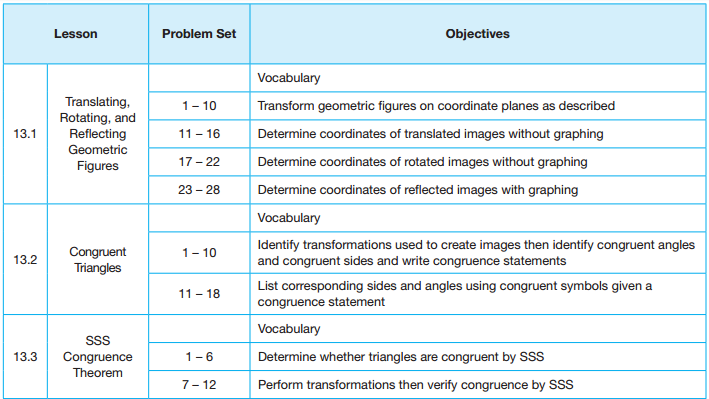 Lesson Problem Set Objectives
13.1
Translating,
Rotating, and
Reflecting
Geometric
Figures
Vocabulary
1 – 10 Transform geometric figures on coordinate planes as described
11 – 16 Determine coordinates of translated images without graphing
17 – 22 Determine coordinates of rotated images without graphing
23 – 28 Determine coordinates of reflected images with graphing
13.2
Congruent
Triangles
Vocabulary
1 – 10 Identify transformations used to create images then identify congruent angles
and congruent sides and write congruence statements
11 – 18 List corresponding sides and angles using congruent symbols given a
congruence statement
13.3
SSS
Congruence
Theorem
Vocabulary
1 – 6 Determine whether triangles are congruent by SSS
7 – 12 Perform transformations then verify congruence by SSS